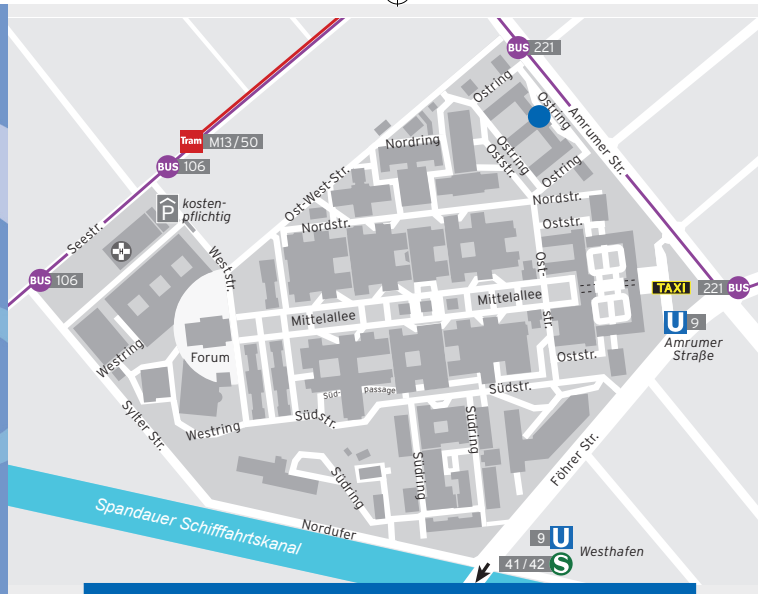 BUS 221
Ostring
Ostring
Amrumer Str.
Tram M13/50
Nordring
Ostring
Oststr.
BUS 106
Ostring
Ost-West-Str.
Nordstr.
P kosten-
pflichtig
Nordstr.
Oststr.
Seestr.
Weststr.
Ost-
str.
BUS 106
TAXI 221 BUS
Mittelallee
Mittelallee
U 9
Amrumer
Straße
Westring
Forum
Oststr.
Süd- passage
Südstr.
Sylter Str.
Westring
Südstr.
Südring
Südring
Südring
Föhrer Str.
Spandauer Schifffahrtskanal
Nordufer
9 U
Westhafen
41/42 S